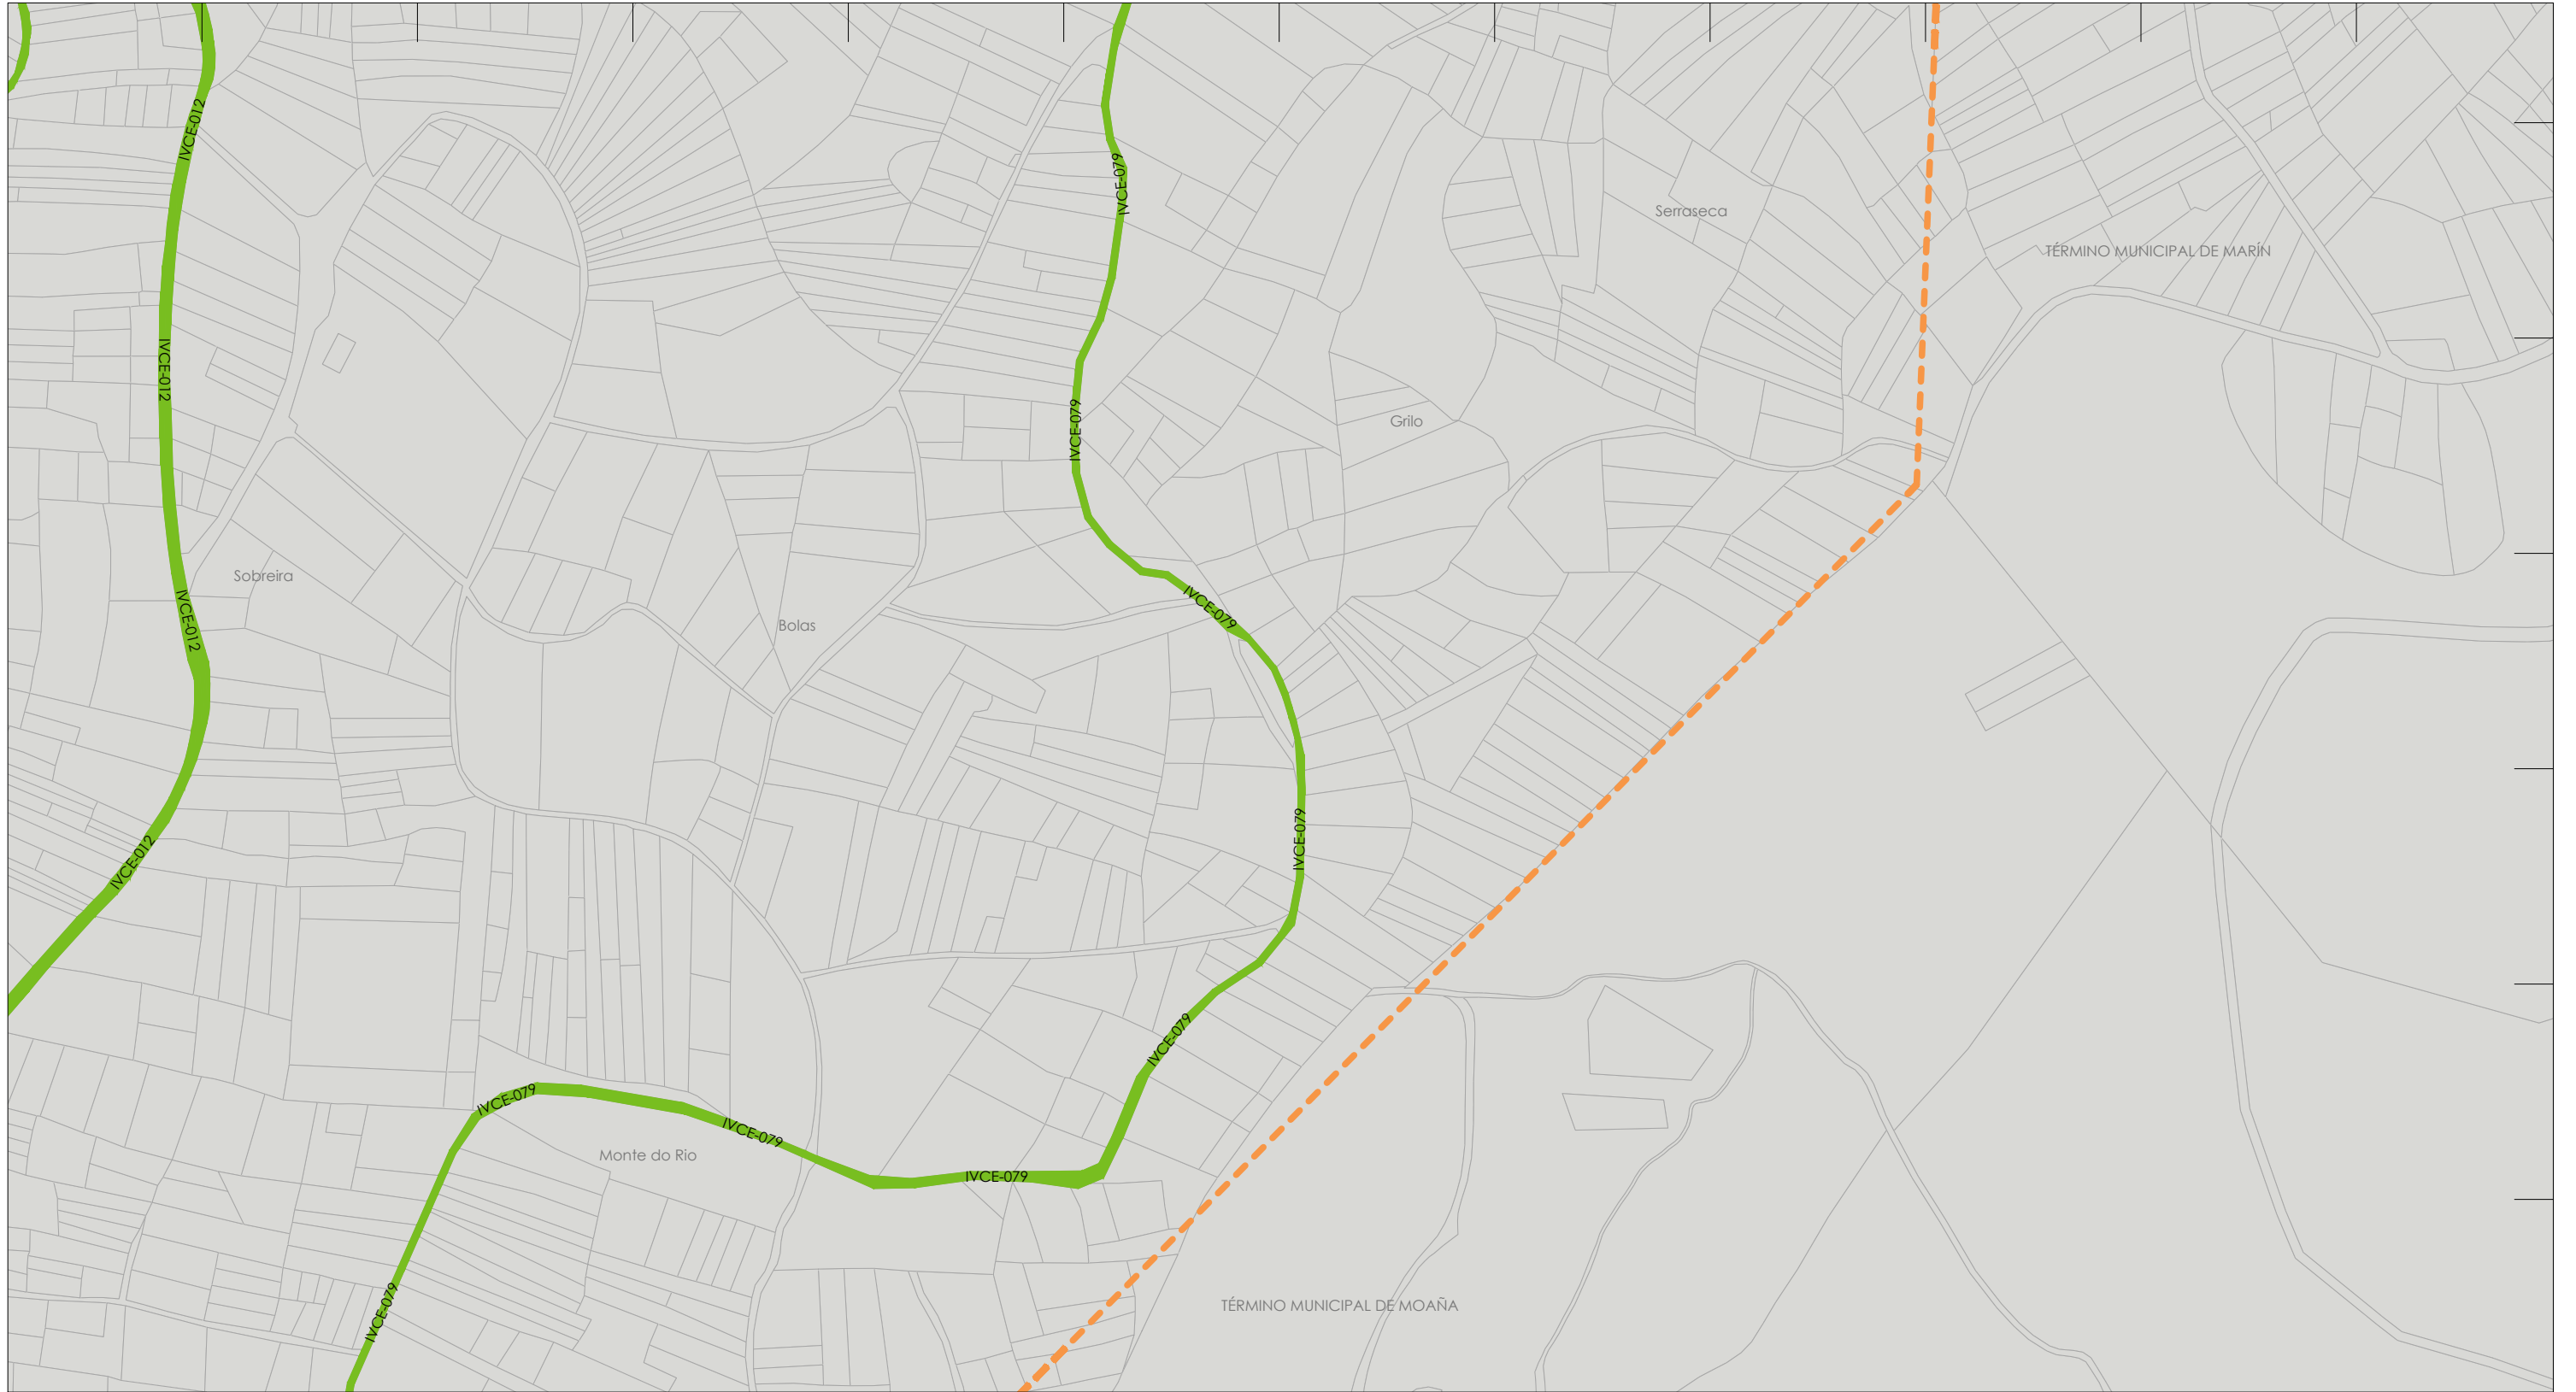 IVCE-012
IVCE-079
Serraseca
TÉRMINO MUNICIPAL DE MARÍN
IVCE-012
IVCE-079
Grilo
Sobreira
IVCE-012
IVCE-079
Bolas
IVCE-012
IVCE-079
IVCE-079
IVCE-079
IVCE-079
Monte do Rio
IVCE-079
IVCE-079
TÉRMINO MUNICIPAL DE MOAÑA